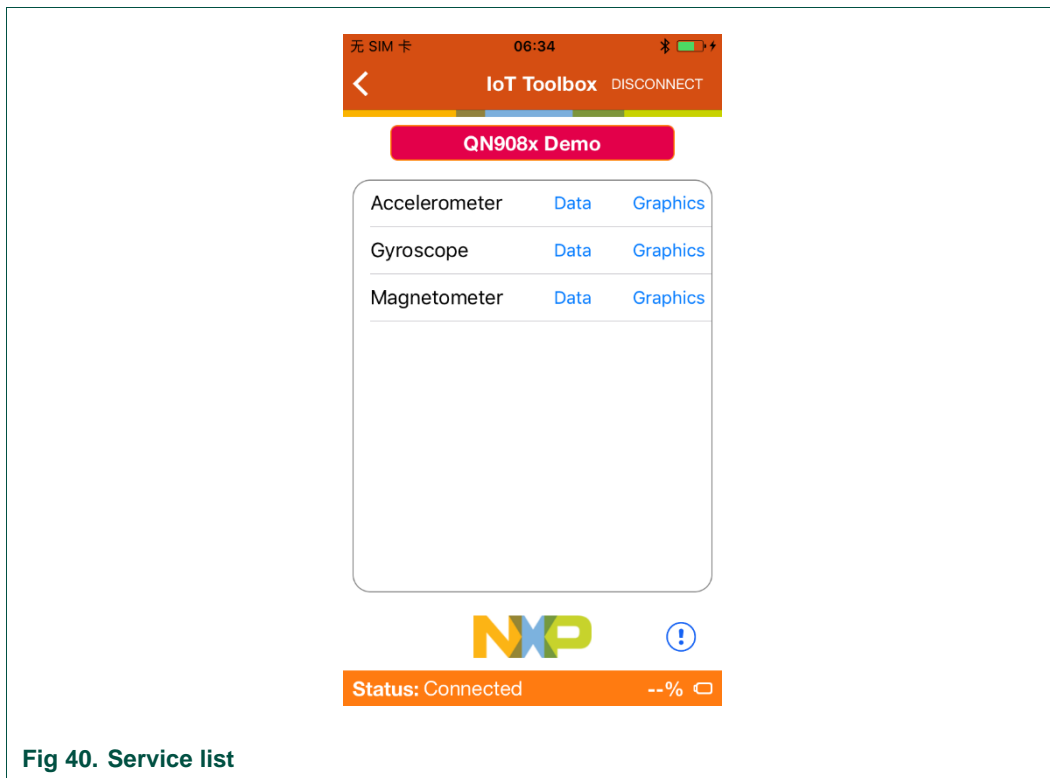 无 SIM 卡 06:34
IoT Toolbox DISCONNECT
QN908x Demo
Accelerometer Data Graphics
Gyroscope Data Graphics
Magnetometer Data Graphics
NXP
Status: Connected --%
Fig 40. Service list